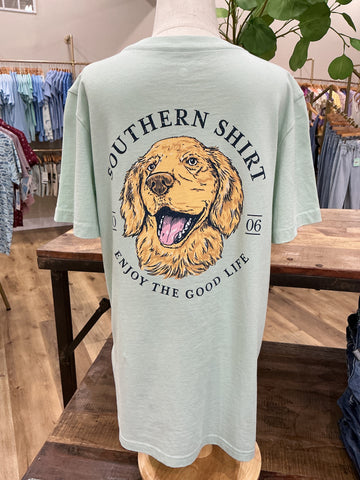 SOUTHERN SHIRT
06
ENJOY THE GOOD LIFE